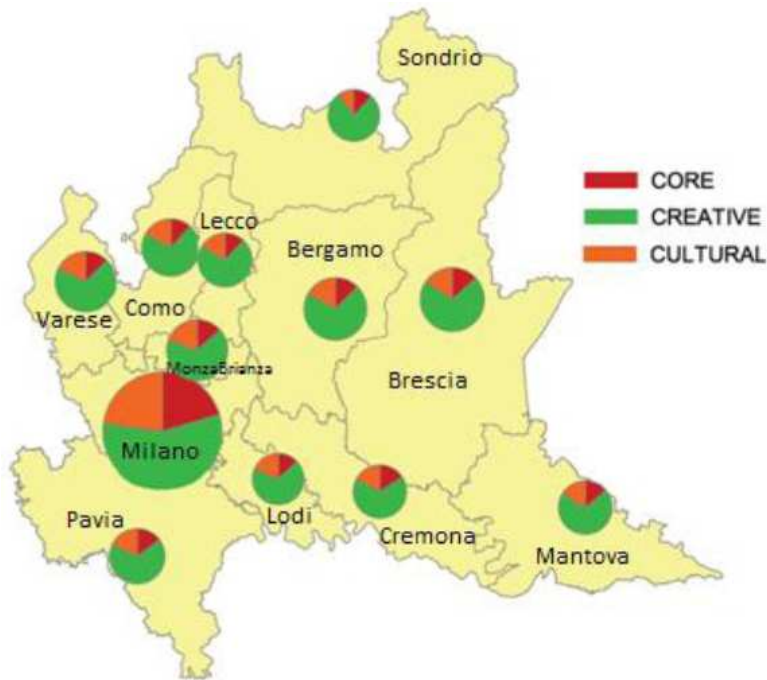 Sondrio
CORE
CREATIVE
CULTURAL
Lecco
Bergamo
Como
Varese
MonzaBrianza
Brescia
Milano
Pavia
Lodi
Cremona
Mantova